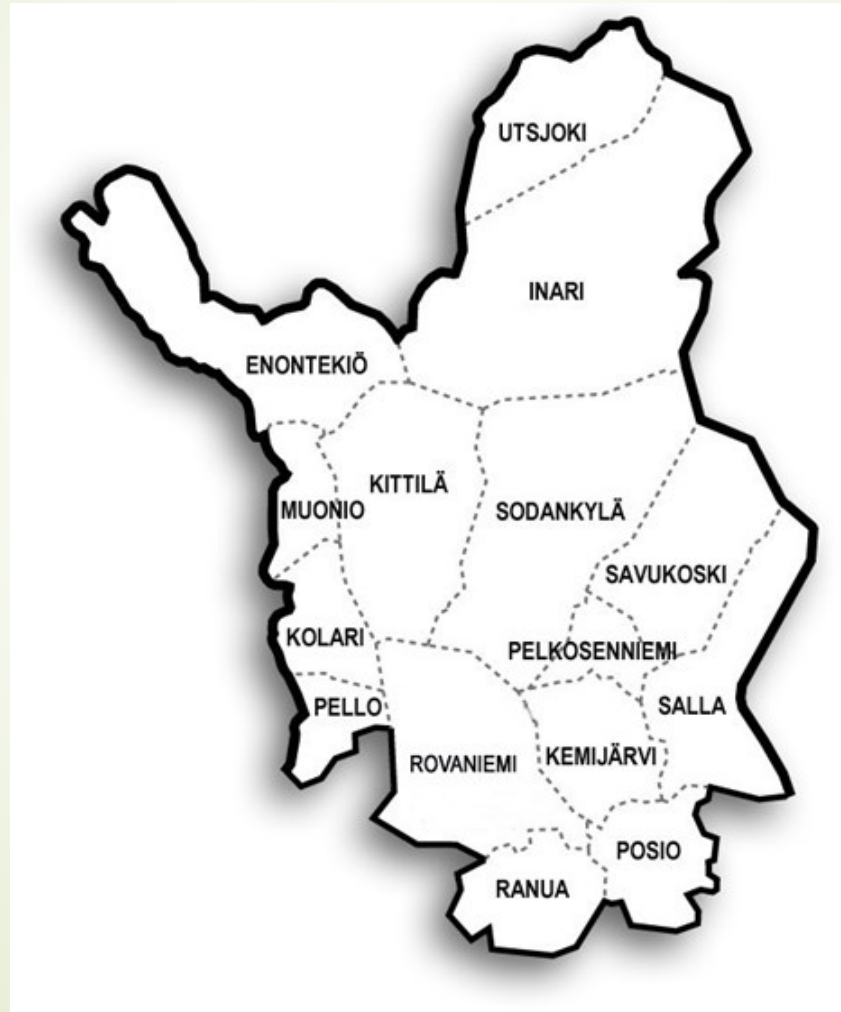 UTSJOKI
INARI
ENONTEKIÖ
KITTILÄ
MUONIO
SODANKYLÄ
SAVUKOSKI
KOLARI
PELKOSENNIEMI
PELLO
SALLA
ROVANIEMI
KEMIJÄRVI
POSIO
RANUA